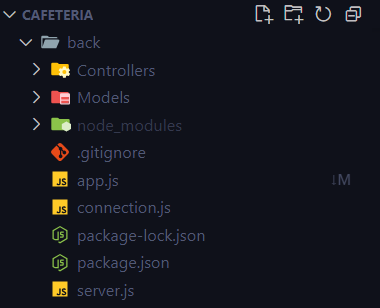 CAFETERIA
back
Controllers
Models
node_modules
.gitignore
app.js ↓M
connection.js
package-lock.json
package.json
server.js